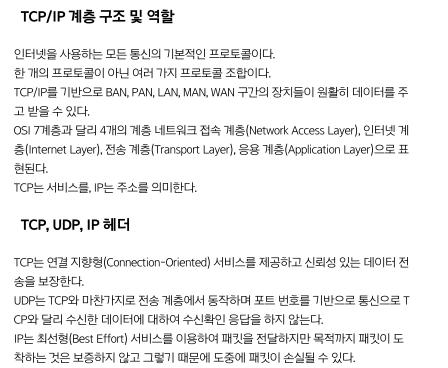 TCP/IP 계층 구조 및 역할
인터넷을 사용하는 모든 통신의 기본적인 프로토콜이다.
한 개의 프로토콜이 아닌 여러 가지 프로토콜 조합이다.
TCP/IP를 기반으로 BAN, PAN, LAN, MAN, WAN 구간의 장치들이 원활히 데이터를 주
고 받을 수 있다.
OSI 7계층과 달리 4개의 계층 네트워크 접속 계층(Network Access Layer), 인터넷 계
층(Internet Layer), 전송 계층(Transport Layer), 응용 계층(Application Layer)으로 표
현된다.
TCP는 서비스를, IP는 주소를 의미한다.
TCP, UDP, IP 헤더
TCP는 연결 지향형(Connection-Oriented) 서비스를 제공하고 신뢰성 있는 데이터 전
송을 보장한다.
UDP는 TCP와 마찬가지로 전송 계층에서 동작하며 포트 번호를 기반으로 통신으로 T
CP와 달리 수신한 데이터에 대하여 수신확인 응답을 하지 않는다.
IP는 최선형(Best Effort) 서비스를 이용하여 패킷을 전달하지만 목적까지 패킷이 도
착하는 것은 보증하지 않고 그렇기 때문에 도중에 패킷이 손실될 수 있다.